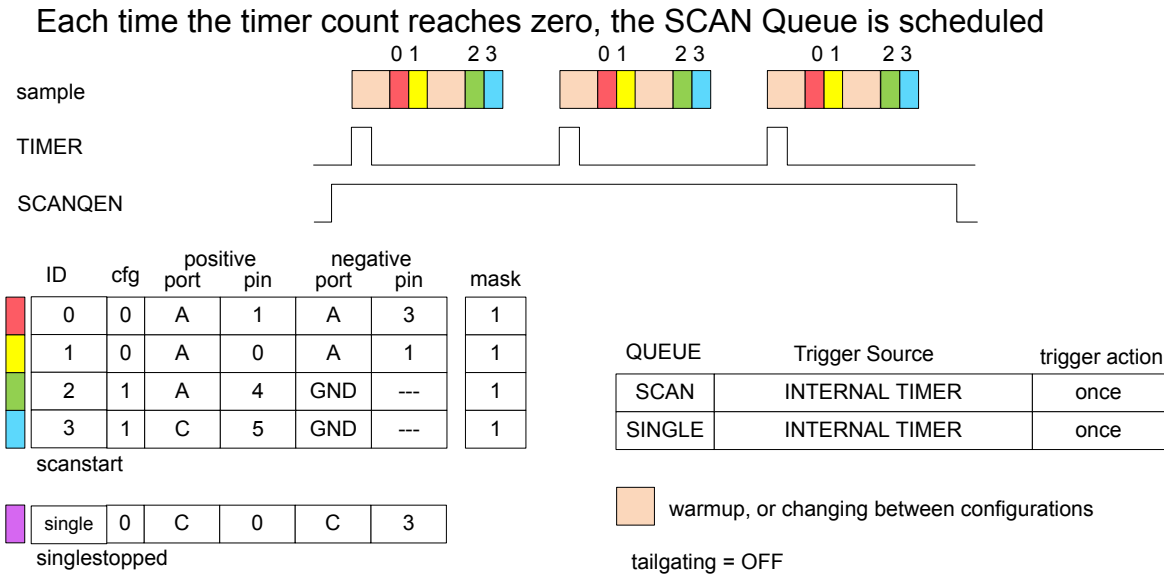 Each time the timer count reaches zero, the SCAN Queue is scheduled
0 1 2 3 0 1 2 3 0 1 2 3
sample
TIMER
SCANQEN
positive negative
ID cfg port pin port pin mask
0 0 A 1 A 3 1
1 0 A 0 A 1 1
2 1 A 4 GND --- 1
3 1 C 5 GND --- 1
scanstart
single 0 C 0 C 3
singlestopped
QUEUE Trigger Source trigger action
SCAN INTERNAL TIMER once
SINGLE INTERNAL TIMER once
warmup, or changing between configurations
tailgating = OFF